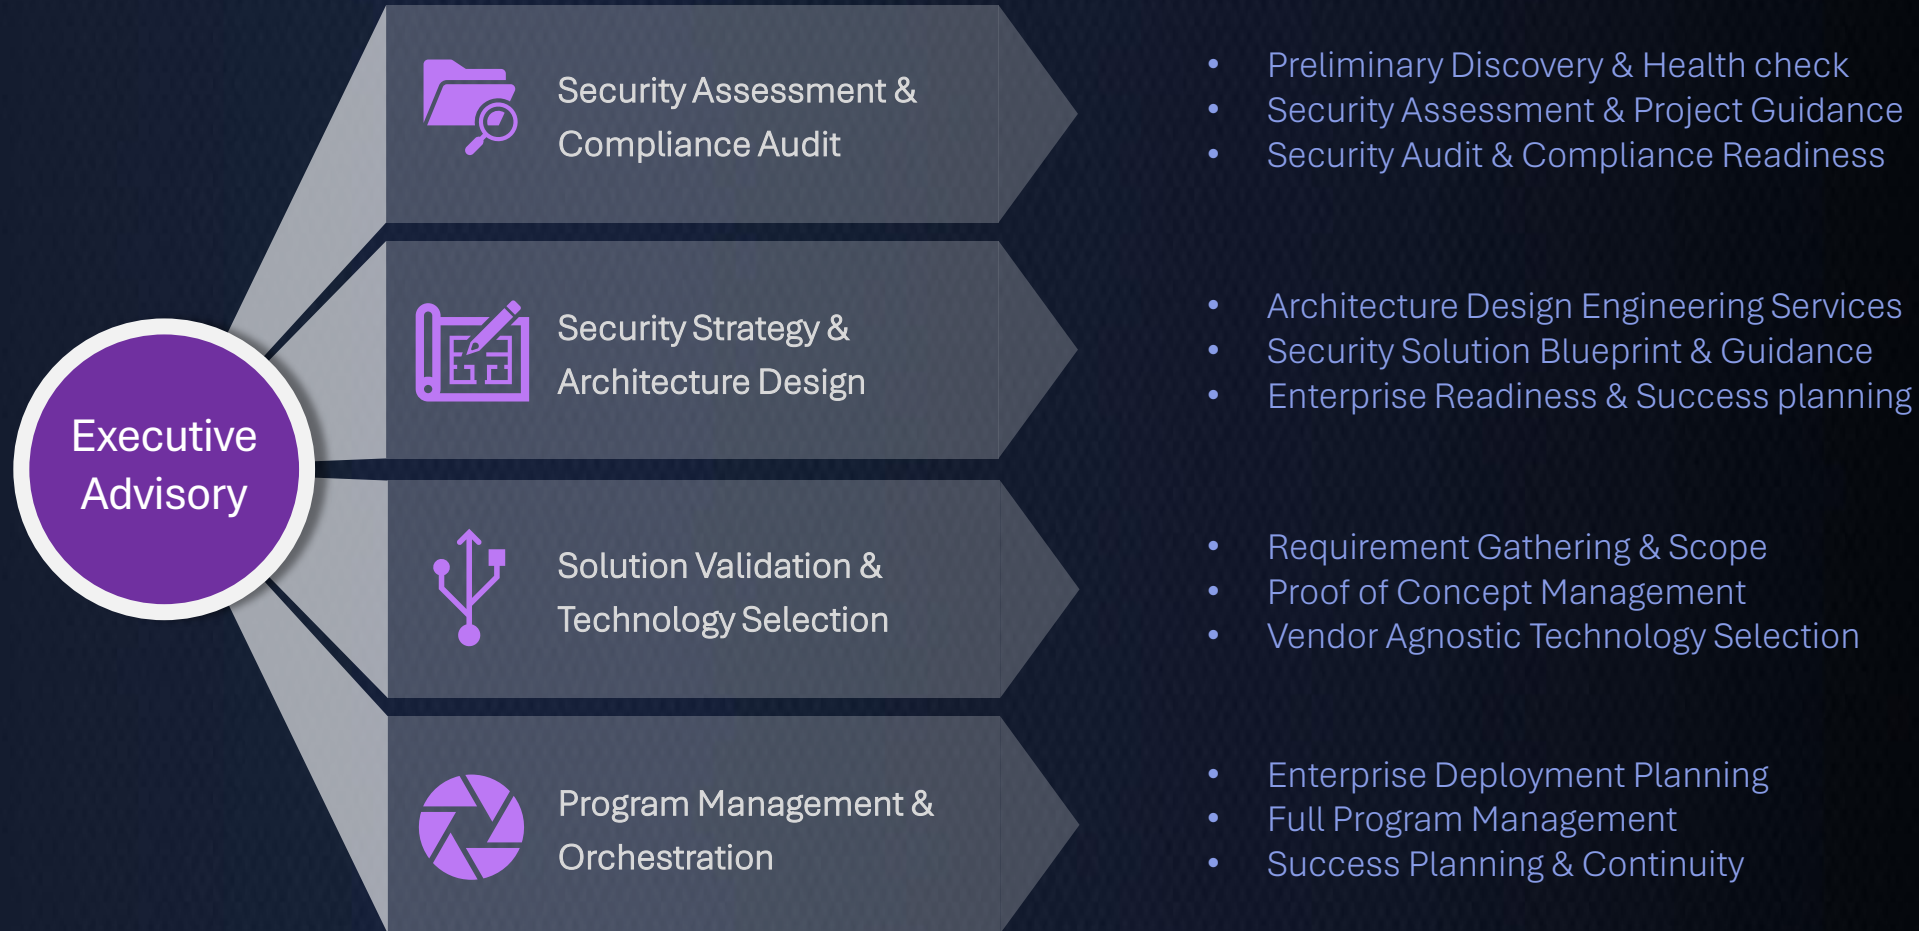 Executive
Advisory
Security Assessment &
Compliance Audit
• Preliminary Discovery & Health check
• Security Assessment & Project Guidance
• Security Audit & Compliance Readiness
Security Strategy &
Architecture Design
• Architecture Design Engineering Services
• Security Solution Blueprint & Guidance
• Enterprise Readiness & Success planning
Solution Validation &
Technology Selection
• Requirement Gathering & Scope
• Proof of Concept Management
• Vendor Agnostic Technology Selection
Program Management &
Orchestration
• Enterprise Deployment Planning
• Full Program Management
• Success Planning & Continuity